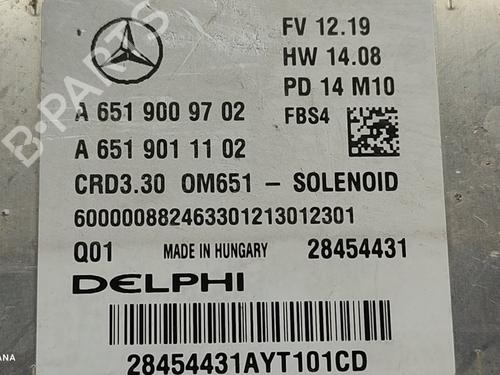 FV 12.19
HW 14.08
PD 14 M10
A 651 900 97 02
FBS4
A 651 901 11 02
CRD3.30 OM651 - SOLENOID
600000882463301213012301
Q01 MADE IN HUNGARY 28454431
DELPHI
28454431AYT101CD
B-PARTS